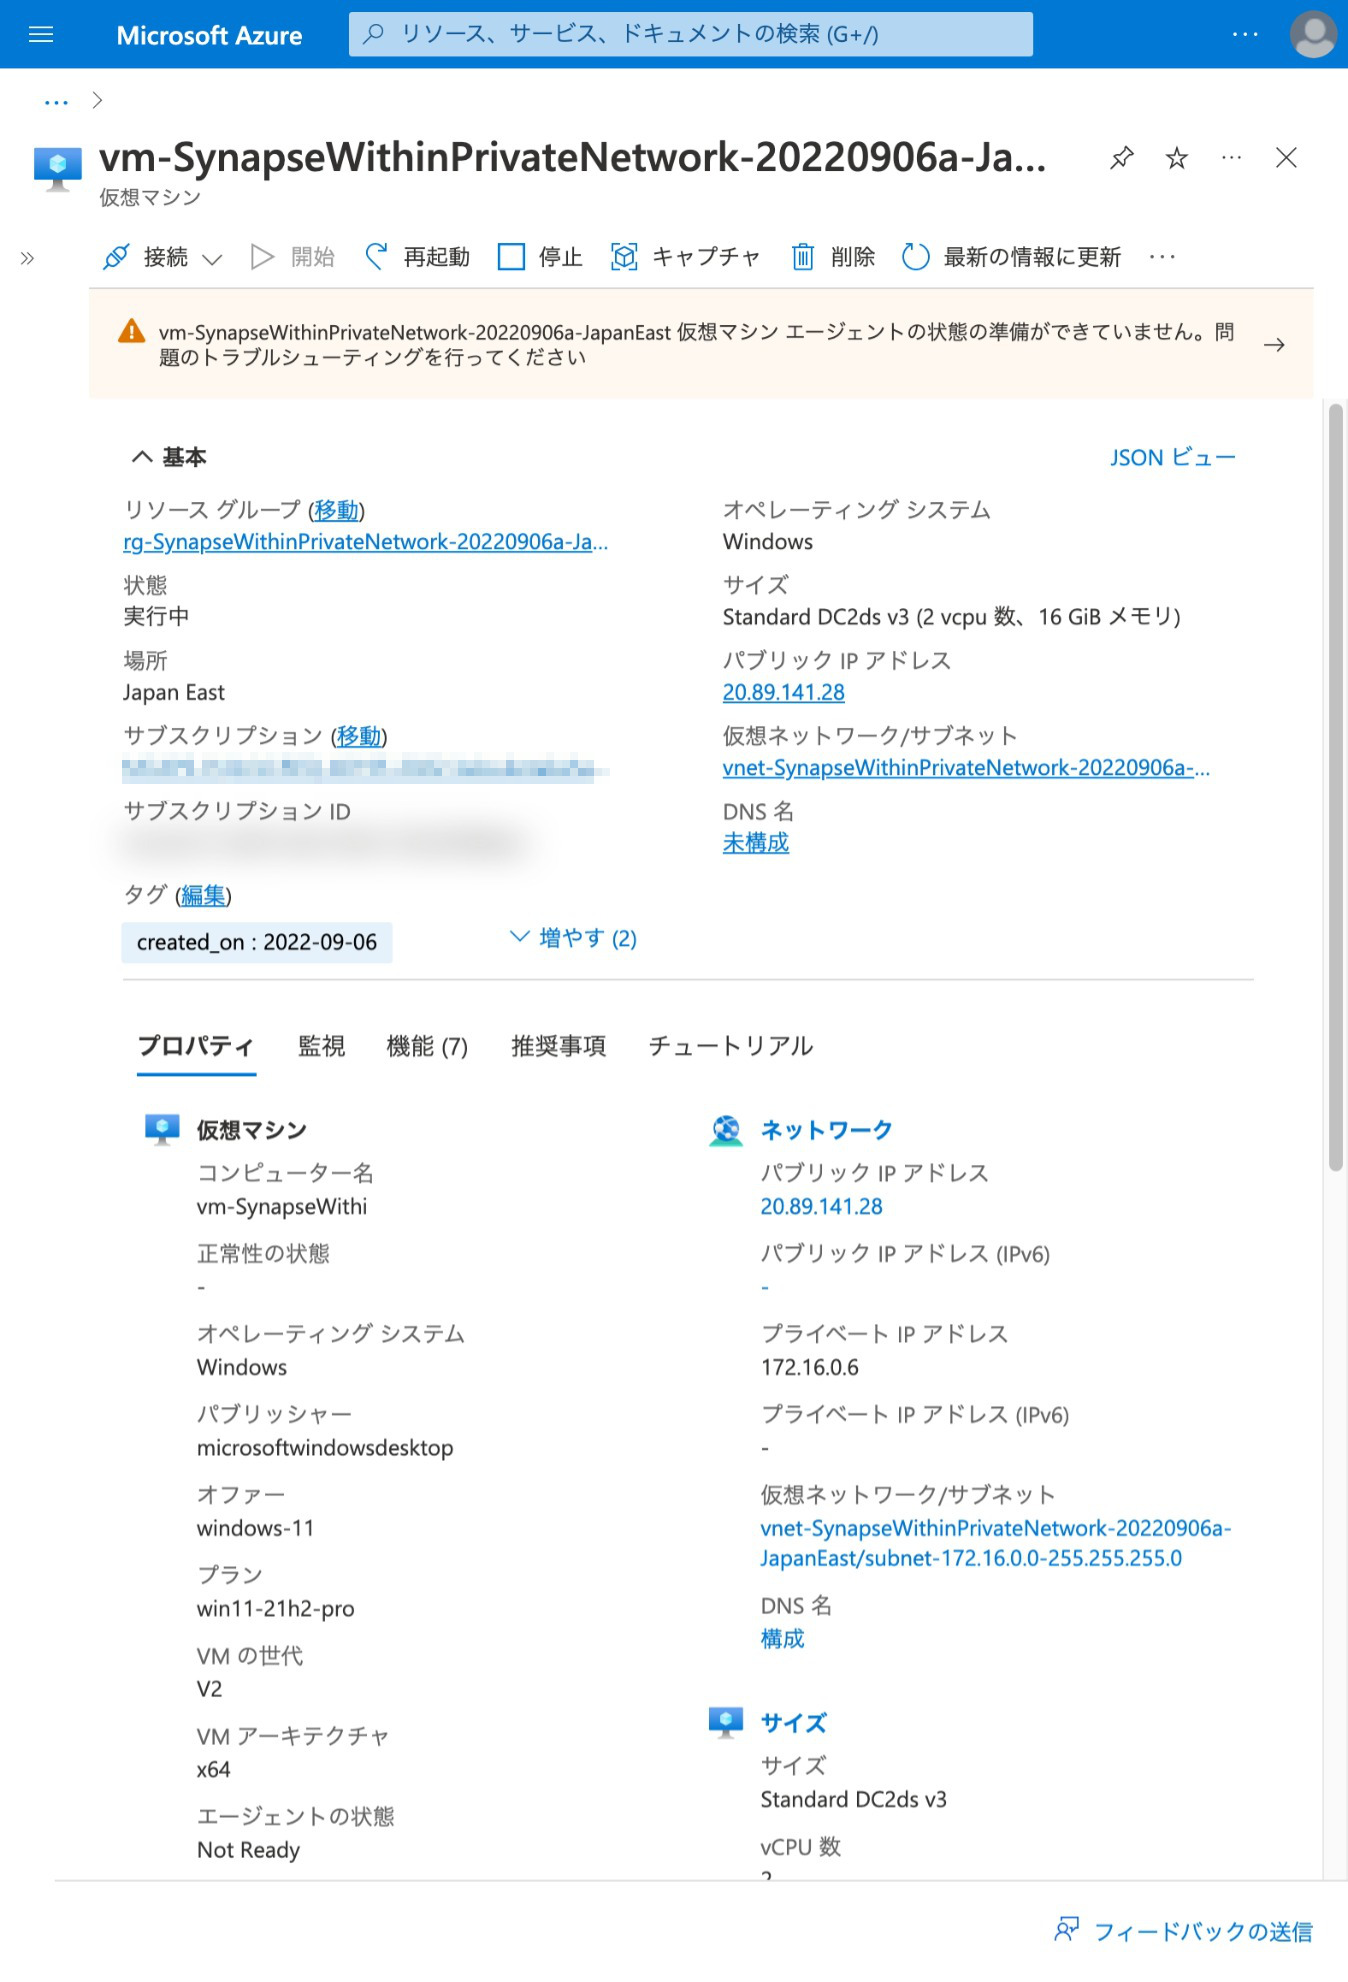 Microsoft Azure
リソース、サービス、ドキュメントの検索 (G+/)
vm-SynapseWithinPrivateNetwork-20220906a-Ja...
仮想マシン
接続
開始
再起動
停止
キャプチャ
削除
最新の情報に更新
vm-SynapseWithinPrivateNetwork-20220906a-JapanEast 仮想マシン エージェントの状態の準備ができていません。問
題のトラブルシューティングを行ってください
基本
JSON ビュー
リソース グループ (移動)
rg-SynapseWithinPrivateNetwork-20220906a-Ja...
状態
実行中
場所
Japan East
サブスクリプション (移動)
サブスクリプション ID
オペレーティング システム
Windows
サイズ
Standard DC2ds v3 (2 vcpu 数、16 GiB メモリ)
パブリック IP アドレス
20.89.141.28
仮想ネットワーク/サブネット
vnet-SynapseWithinPrivateNetwork-20220906a-...
DNS 名
未構成
タグ (編集)
created_on : 2022-09-06
増やす (2)
プロパティ
監視
機能 (7)
推奨事項
チュートリアル
仮想マシン
コンピューター名
vm-SynapseWithi
正常性の状態
-
オペレーティング システム
Windows
パブリッシャー
microsoftwindowsdesktop
オファー
windows-11
プラン
win11-21h2-pro
VM の世代
V2
VM アーキテクチャ
x64
エージェントの状態
Not Ready
ネットワーク
パブリック IP アドレス
20.89.141.28
パブリック IP アドレス (IPv6)
-
プライベート IP アドレス
172.16.0.6
プライベート IP アドレス (IPv6)
-
仮想ネットワーク/サブネット
vnet-SynapseWithinPrivateNetwork-20220906a-
JapanEast/subnet-172.16.0.0-255.255.255.0
DNS 名
構成
サイズ
サイズ
Standard DC2ds v3
vCPU 数
2
フィードバックの送信